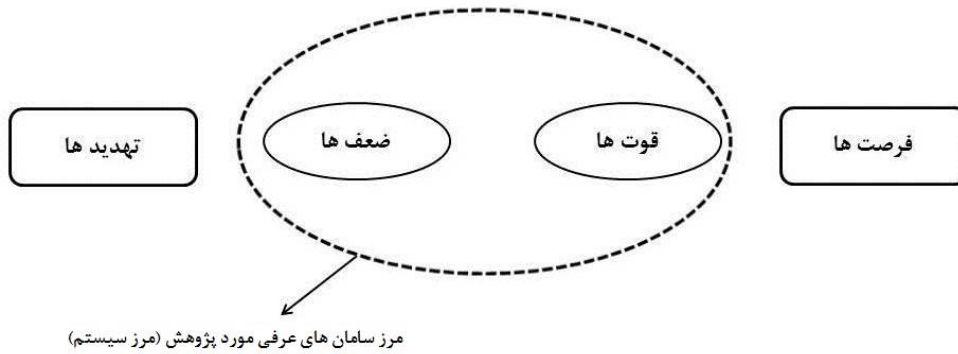 فرصت ها
قوت ها
ضعف ها
تهدید ها
مرز سامان های عرفی مورد پژوهش (مرز سیستم)